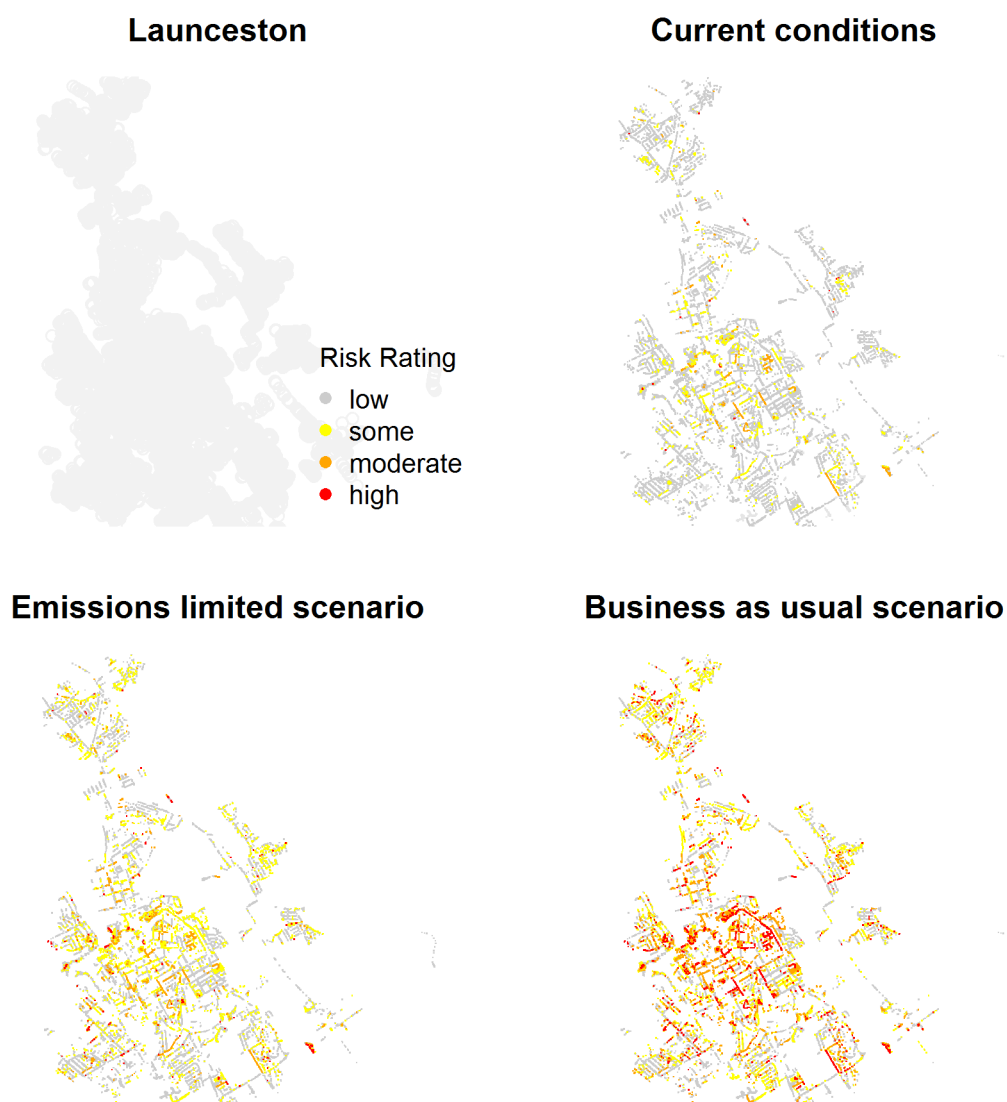 Launceston
Current conditions
Risk Rating
low
some
moderate
high
Emissions limited scenario
Business as usual scenario